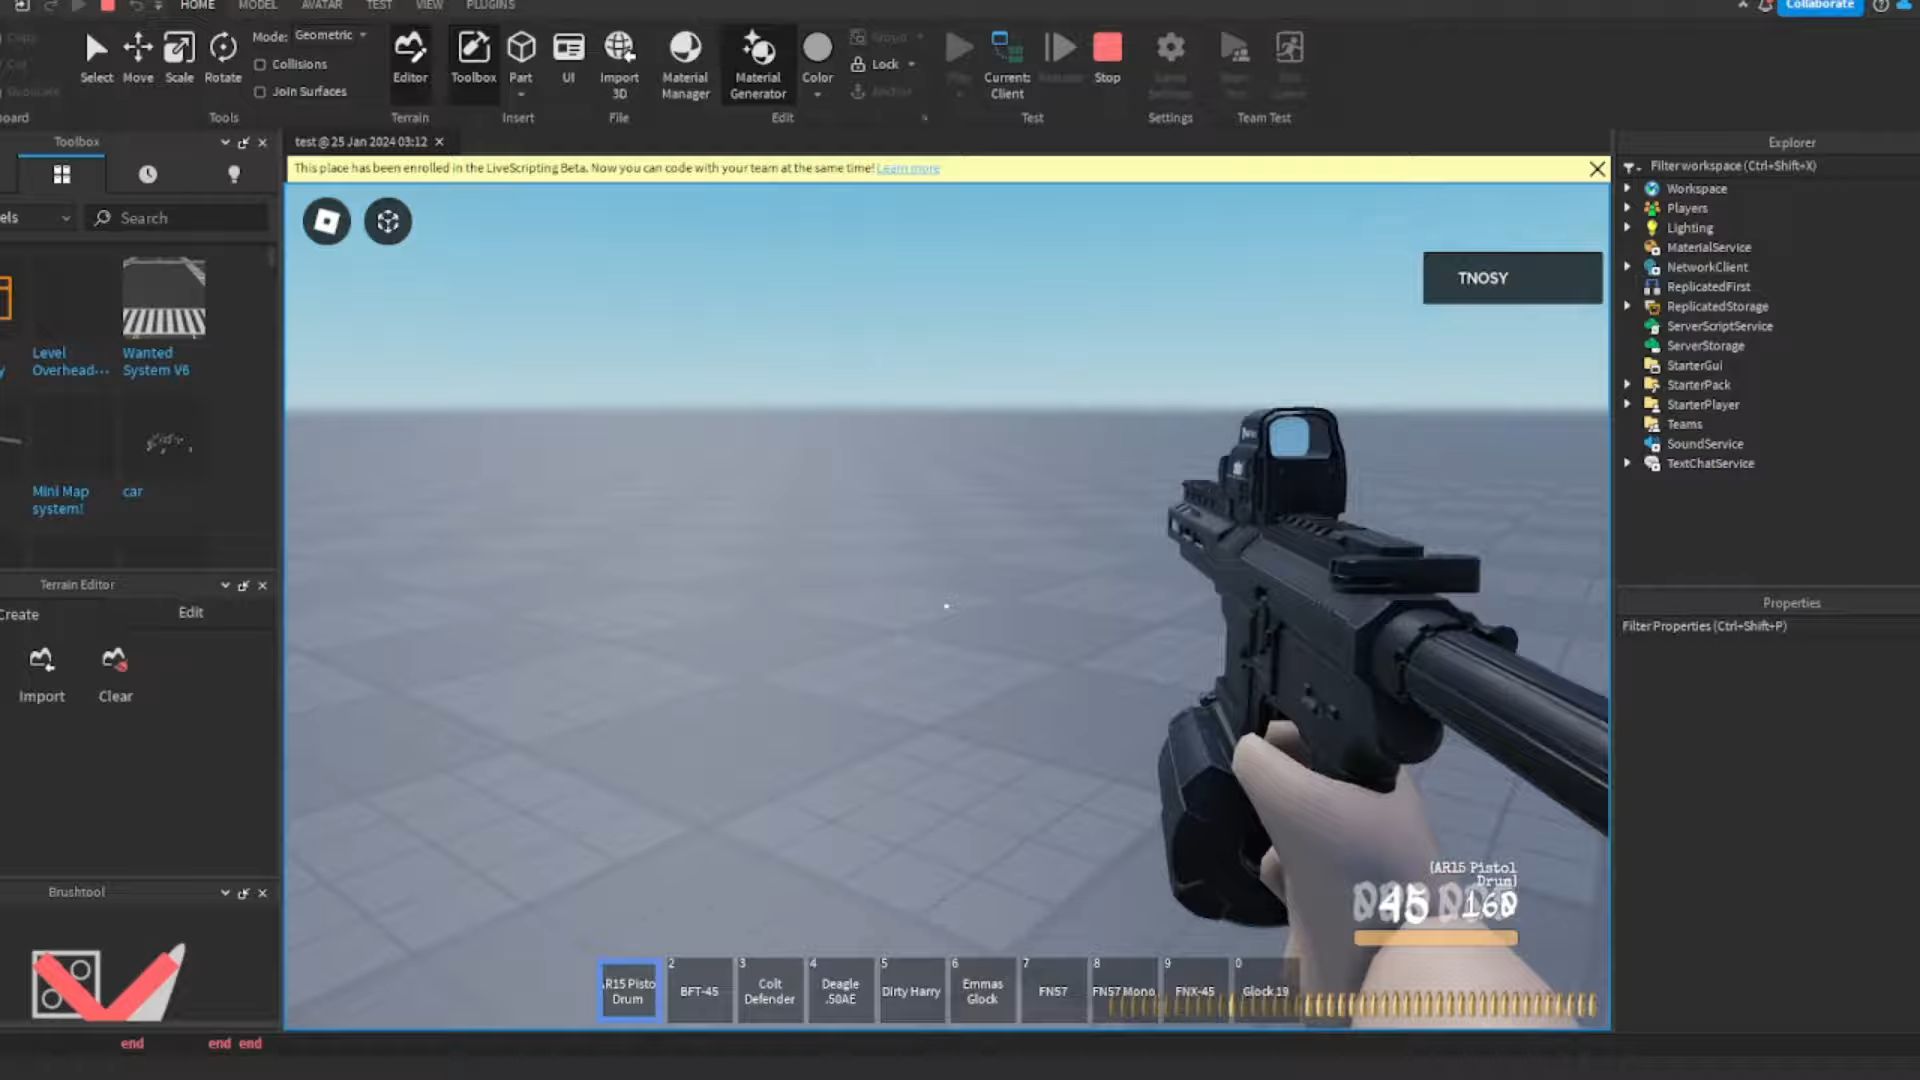 HOME MODEL AVATAR TEST VIEW PLUGINS
Collaborate
Select Move Scale Rotate
Mode: Geometric
Collisions
Join Surfaces
Tools
Editor
Terrain
Toolbox Part UI
Insert
Import
3D
File
Material
Manager
Material
Generator
Color
Group
Lock
Anchor
Edit
Current:
Client
Stop
Test
Settings
Team Test
Toolbox
test @ 25 Jan 2024 03:12
This place has been enrolled in the LiveScripting Beta. Now you can code with your team at the same time! Learn more
els
Search
Level
Overhead...
Wanted
System V6
Mini Map
system!
car
Terrain Editor
Create Edit
Import Clear
Brushtool
end end end
TNOSY
[AR15 Pistol
Drum]
45 160
R15 Pisto
Drum
2
BFT-45
3
Colt
Defender
4
Deagle
.50AE
5
Dirty Harry
6
Emmas
Glock
7
FN57
8
FN57 Mono
9
FNX-45
0
Glock 19
Explorer
Filter workspace (Ctrl+Shift+X)
Workspace
Players
Lighting
MaterialService
NetworkClient
ReplicatedFirst
ReplicatedStorage
ServerScriptService
ServerStorage
StarterGui
StarterPack
StarterPlayer
Teams
SoundService
TextChatService
Properties
Filter Properties (Ctrl+Shift+P)